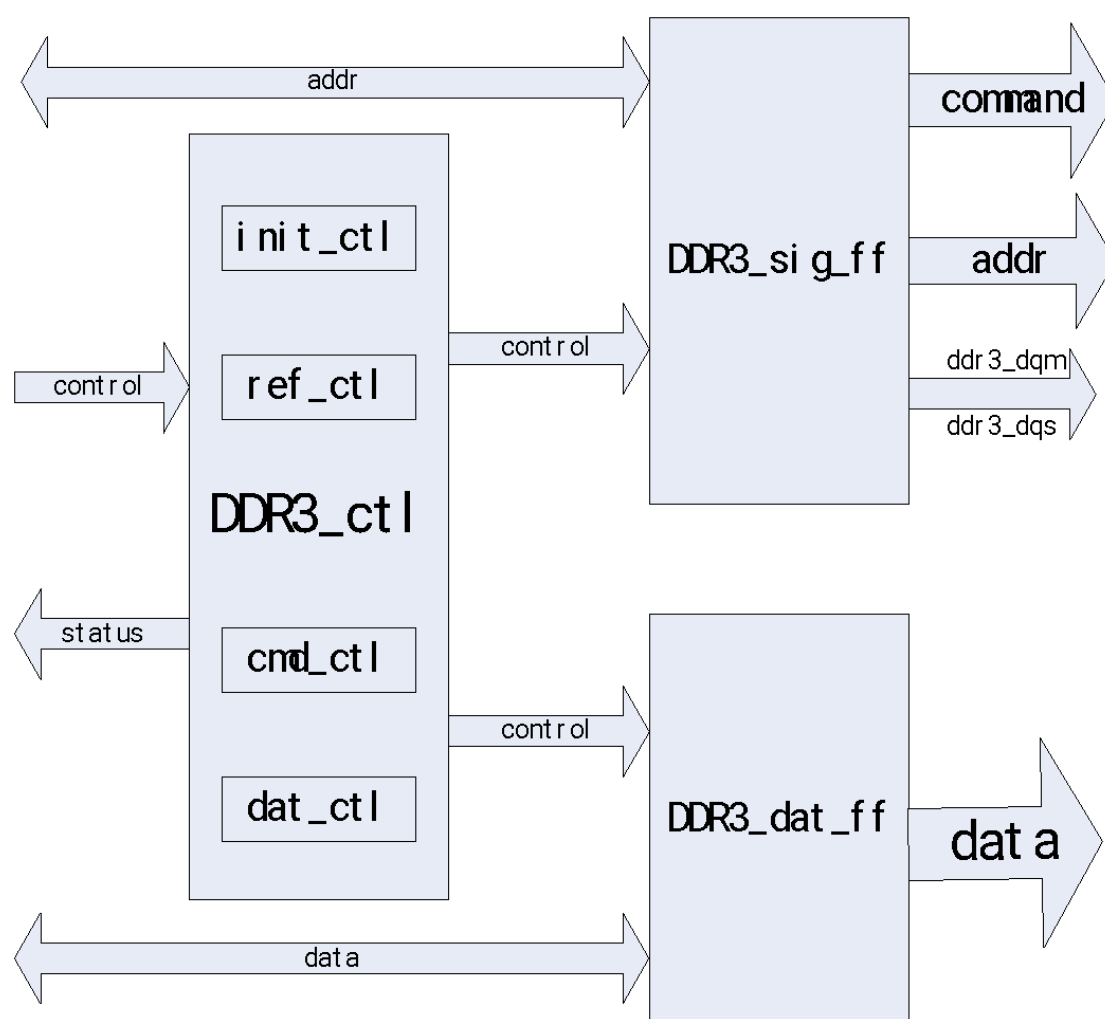 addr
command
init_ctl
DDR3_sig_ff
addr
control
ddr3_dqm
control
ref_ctl
ddr3_dqs
DDR3_ctl
status
cmd_ctl
control
dat_ctl
DDR3_dat_ff
data
data